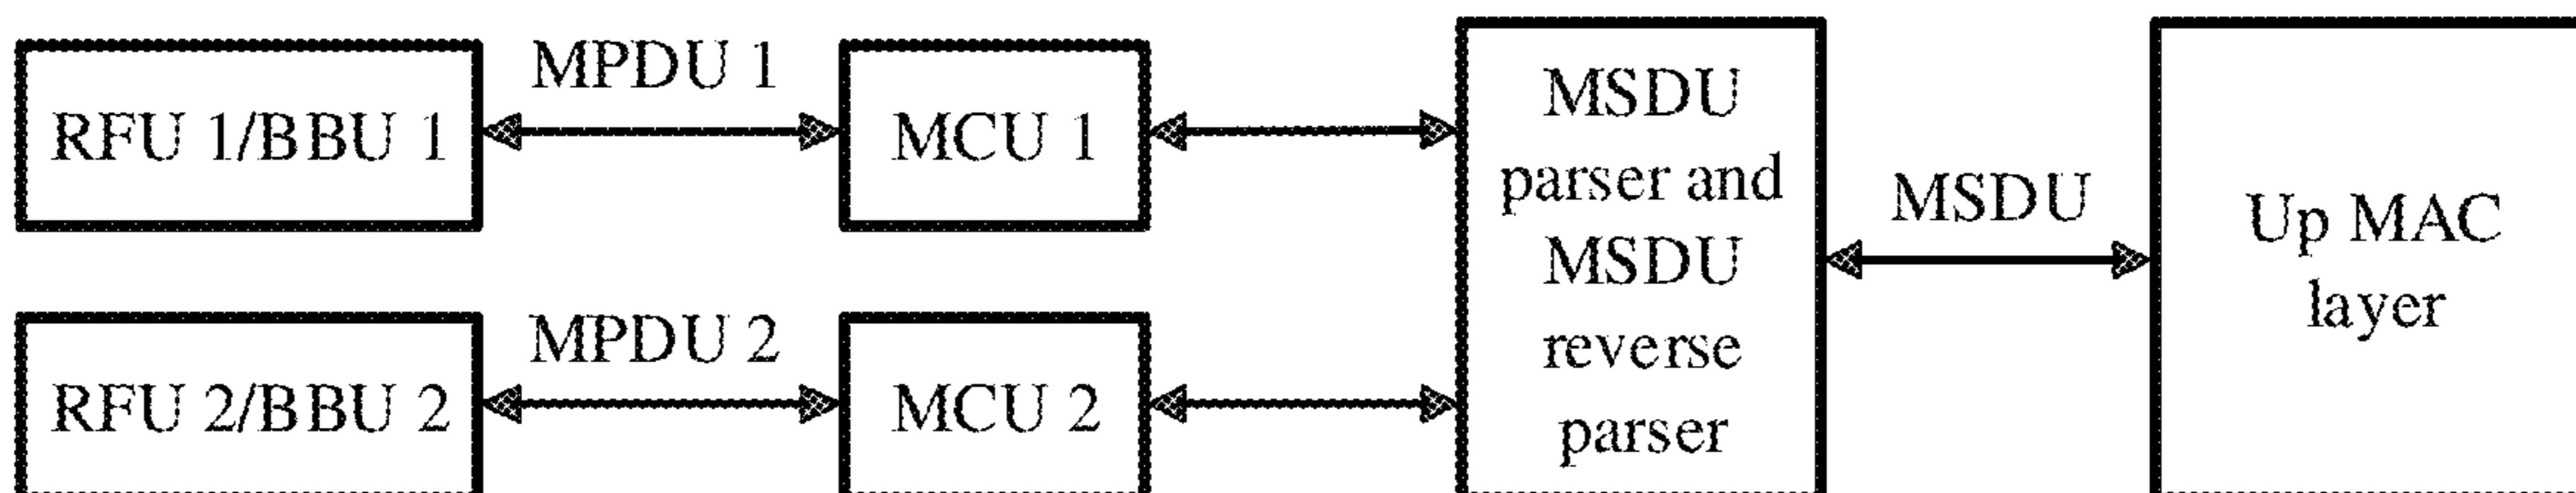 MPDU 1
RFU 1/BBU 1
MCU 1
MPDU 2
RFU 2/BBU 2
MCU 2
MSDU
parser and
MSDU
reverse
parser
MSDU
Up MAC
layer